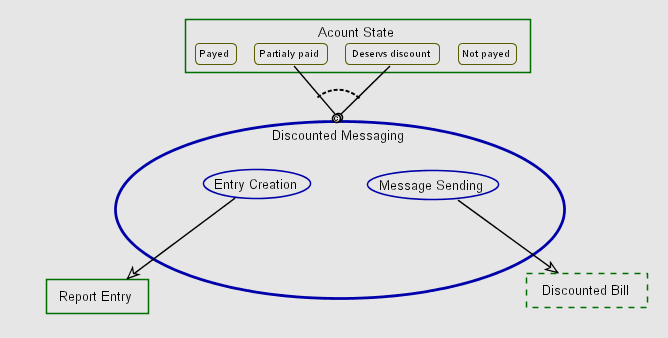 Acount State
Payed Partialy paid Deservs discount Not payed
Discounted Messaging
Entry Creation Message Sending
Report Entry Discounted Bill